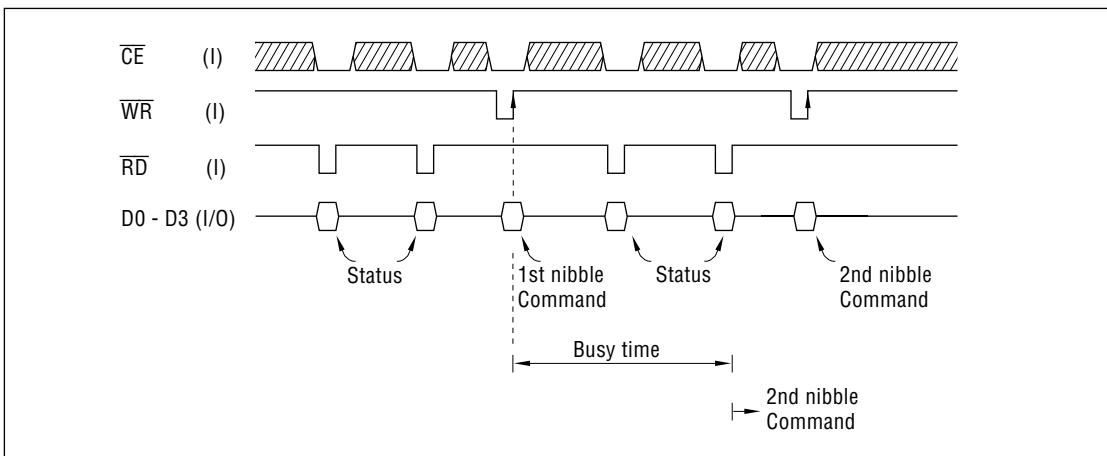 CE (I)
WR (I)
RD (I)
D0 - D3 (I/O)
Status
1st nibble
Command
Status
2nd nibble
Command
Busy time
2nd nibble
Command